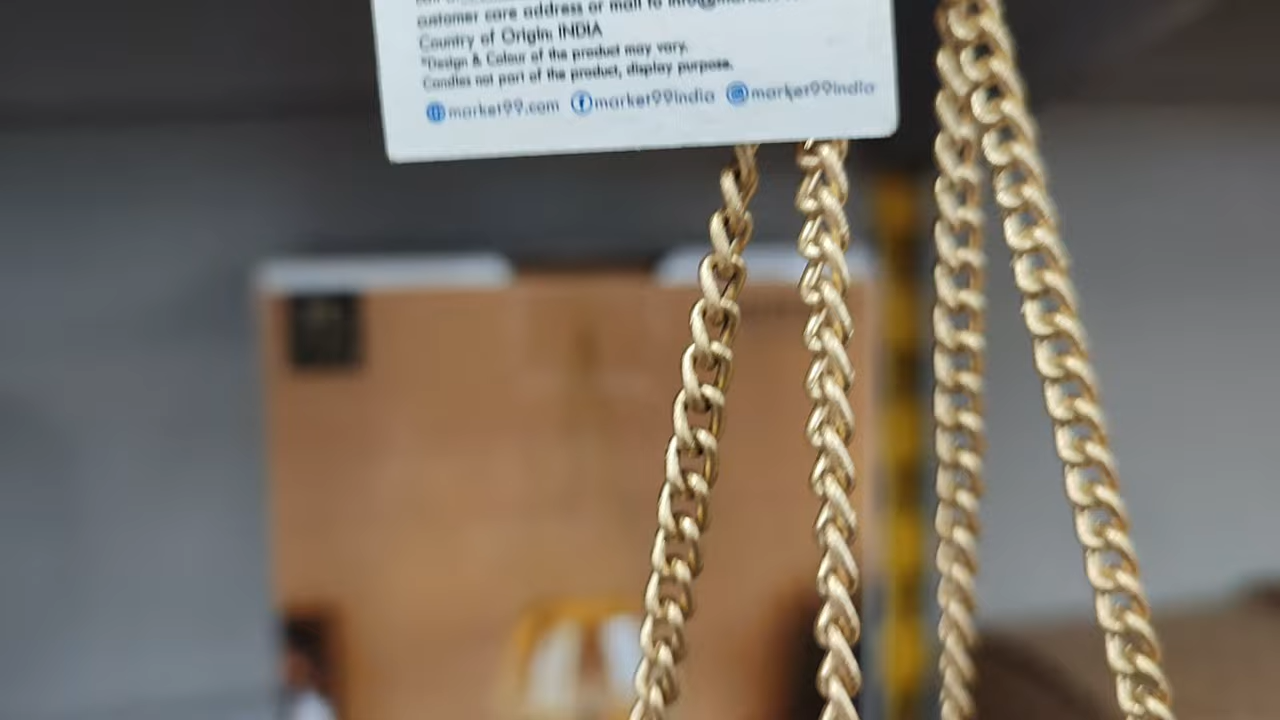 customer care address or mail to
Country of Origin: INDIA
*Design & Colour of the product may vary.
Candles not part of the product, display purpose.
market99.com market99india market99india